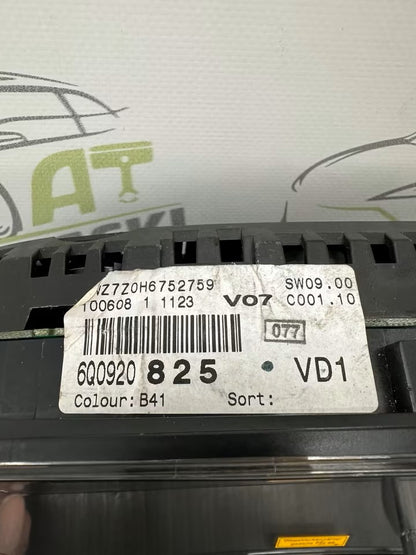 AT
VZ7Z0H6752759
SW09.00
100608 1 1123
V07
C001.10
077
6Q0920 825
VD1
Colour: B41
Sort: